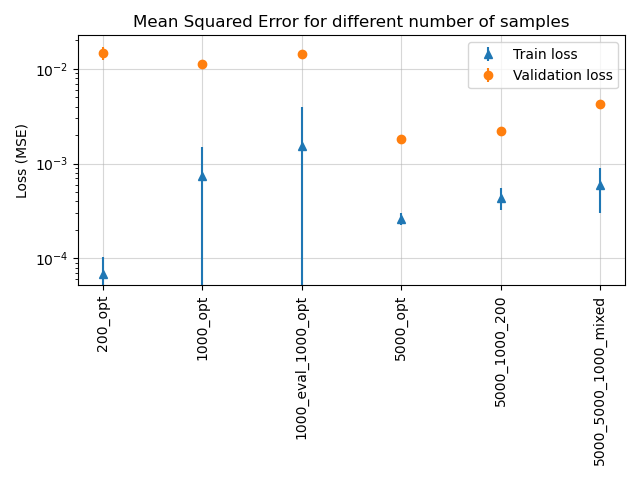 Mean Squared Error for different number of samples
Train loss
Validation loss
Loss (MSE)
10⁻²
10⁻³
10⁻⁴
200_opt
1000_opt
1000_eval_1000_opt
5000_opt
5000_1000_200
5000_5000_1000_mixed